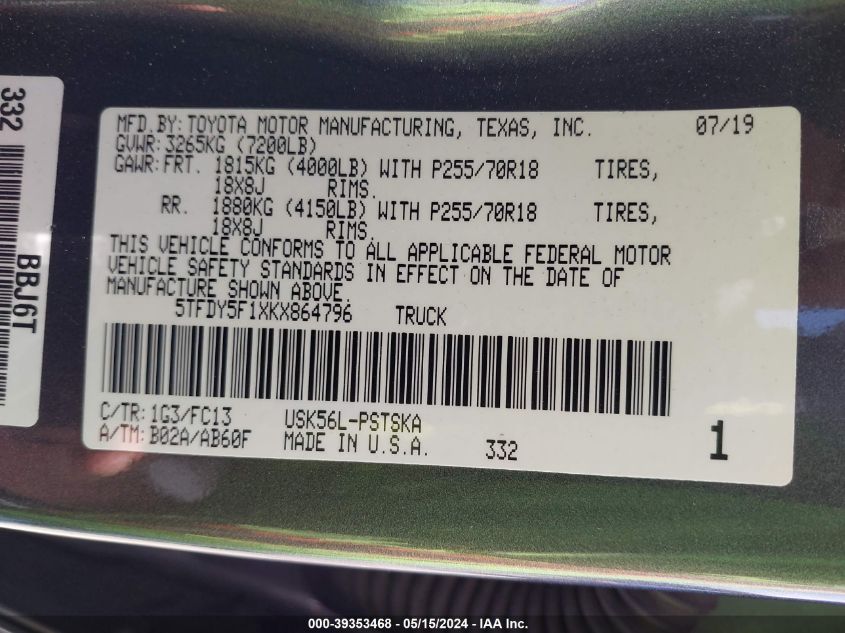 332
BBJ6T
MFD.BY:TOYOTA MOTOR MANUFACTURING, TEXAS, INC. 07/19
GVWR:3265KG (7200LB)
GAWR:FRT. 1815KG (4000LB) WITH P255/70R18 TIRES,
18X8J RIMS.
RR. 1880KG (4150LB) WITH P255/70R18 TIRES,
18X8J RIMS.
THIS VEHICLE CONFORMS TO ALL APPLICABLE FEDERAL MOTOR
VEHICLE SAFETY STANDARDS IN EFFECT ON THE DATE OF
MANUFACTURE SHOWN ABOVE.
5TFDY5F1XKX864796 TRUCK
C/TR:1G3/FC13 USK56L-PSTSKA
A/TM:B02A/AB60F MADE IN U.S.A. 332 1
000-39353468 - 05/15/2024 - IAA Inc.